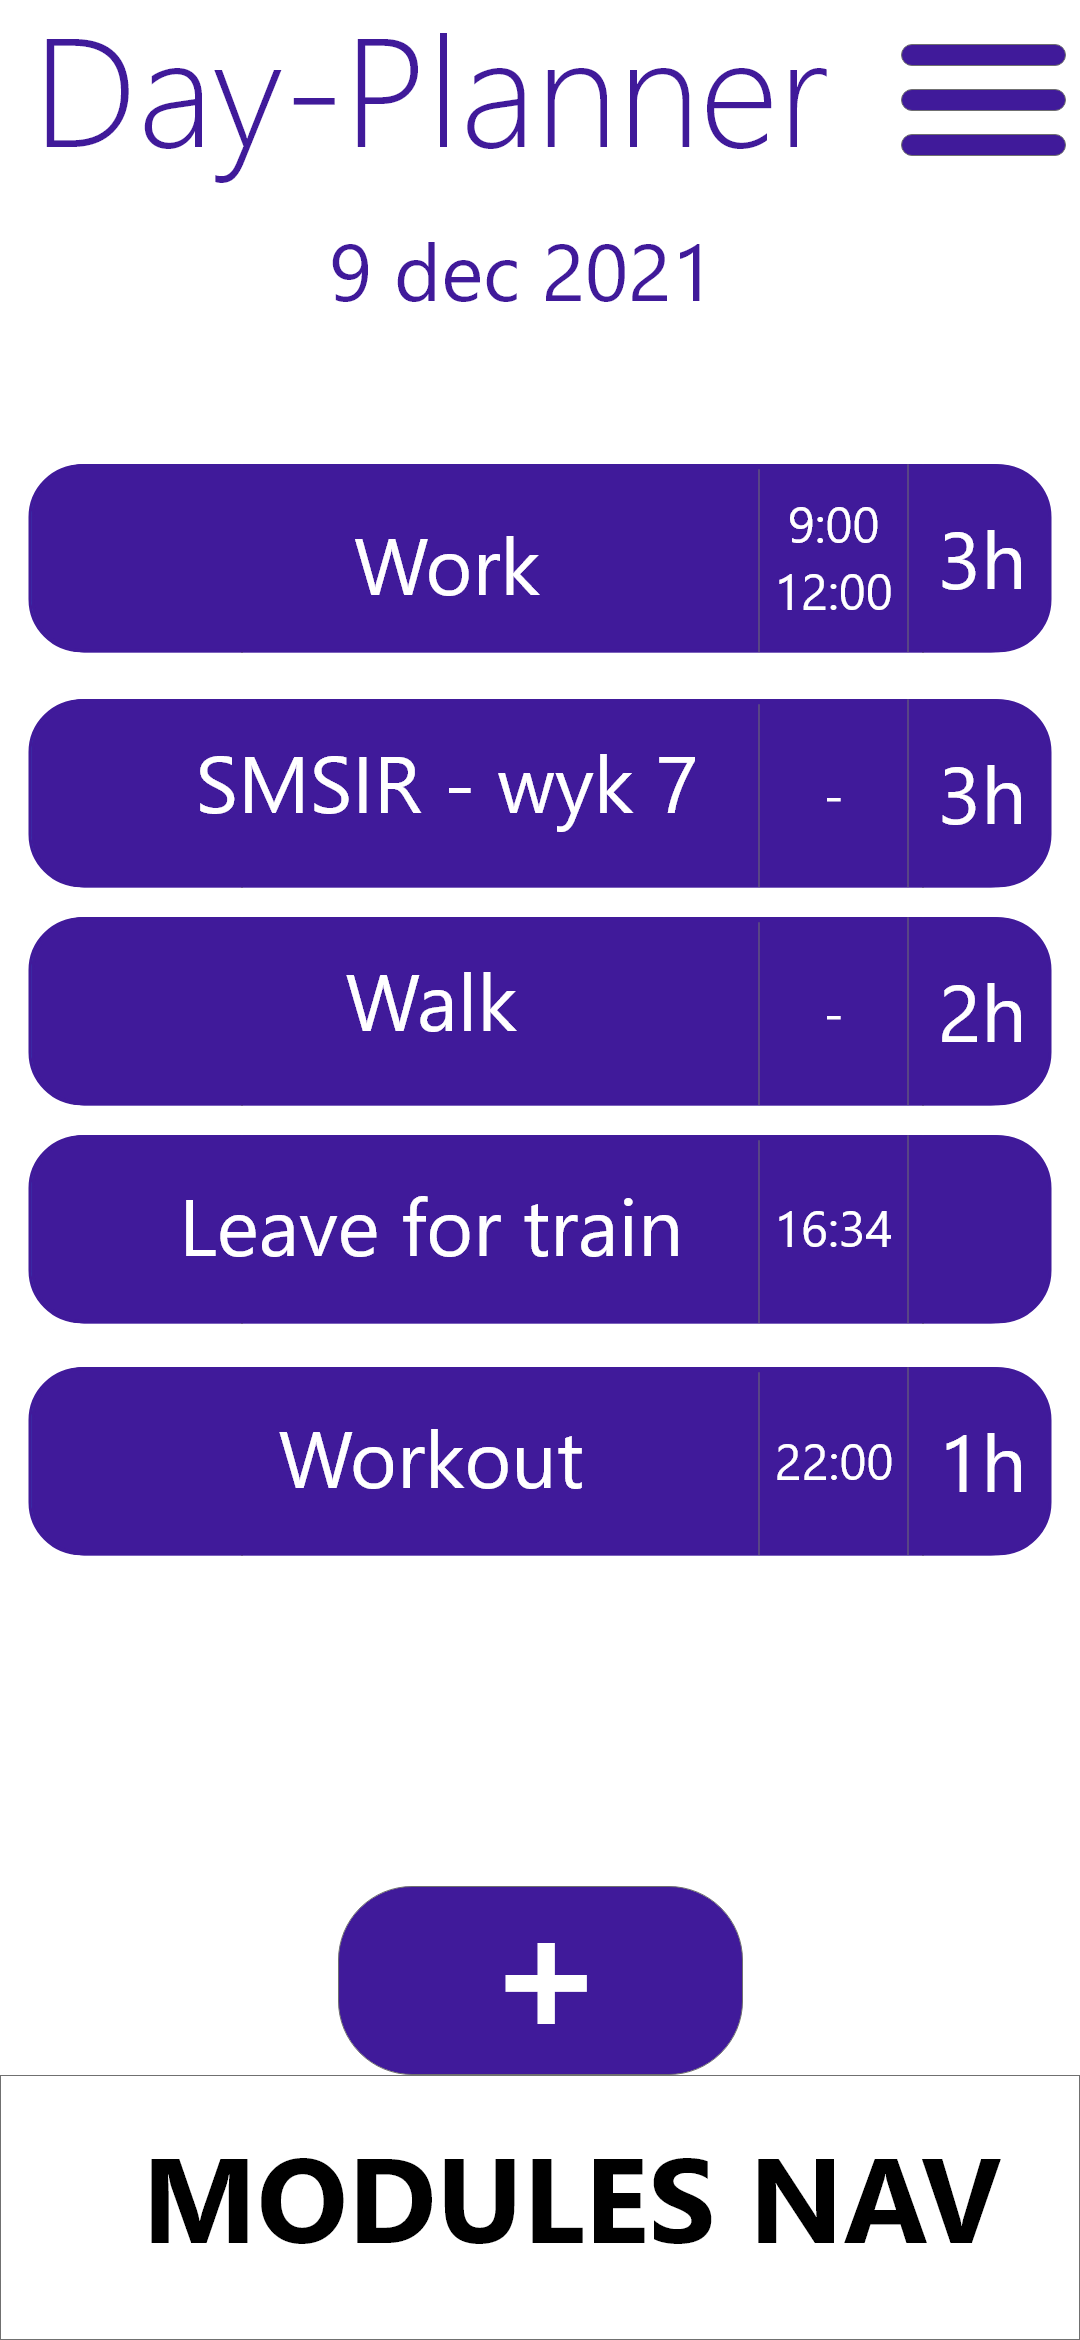 Day-Planner
9 dec 2021
Work
9:00
12:00
3h
SMSIR - wyk 7
-
3h
Walk
-
2h
Leave for train
16:34
Workout
22:00
1h
+
MODULES NAV